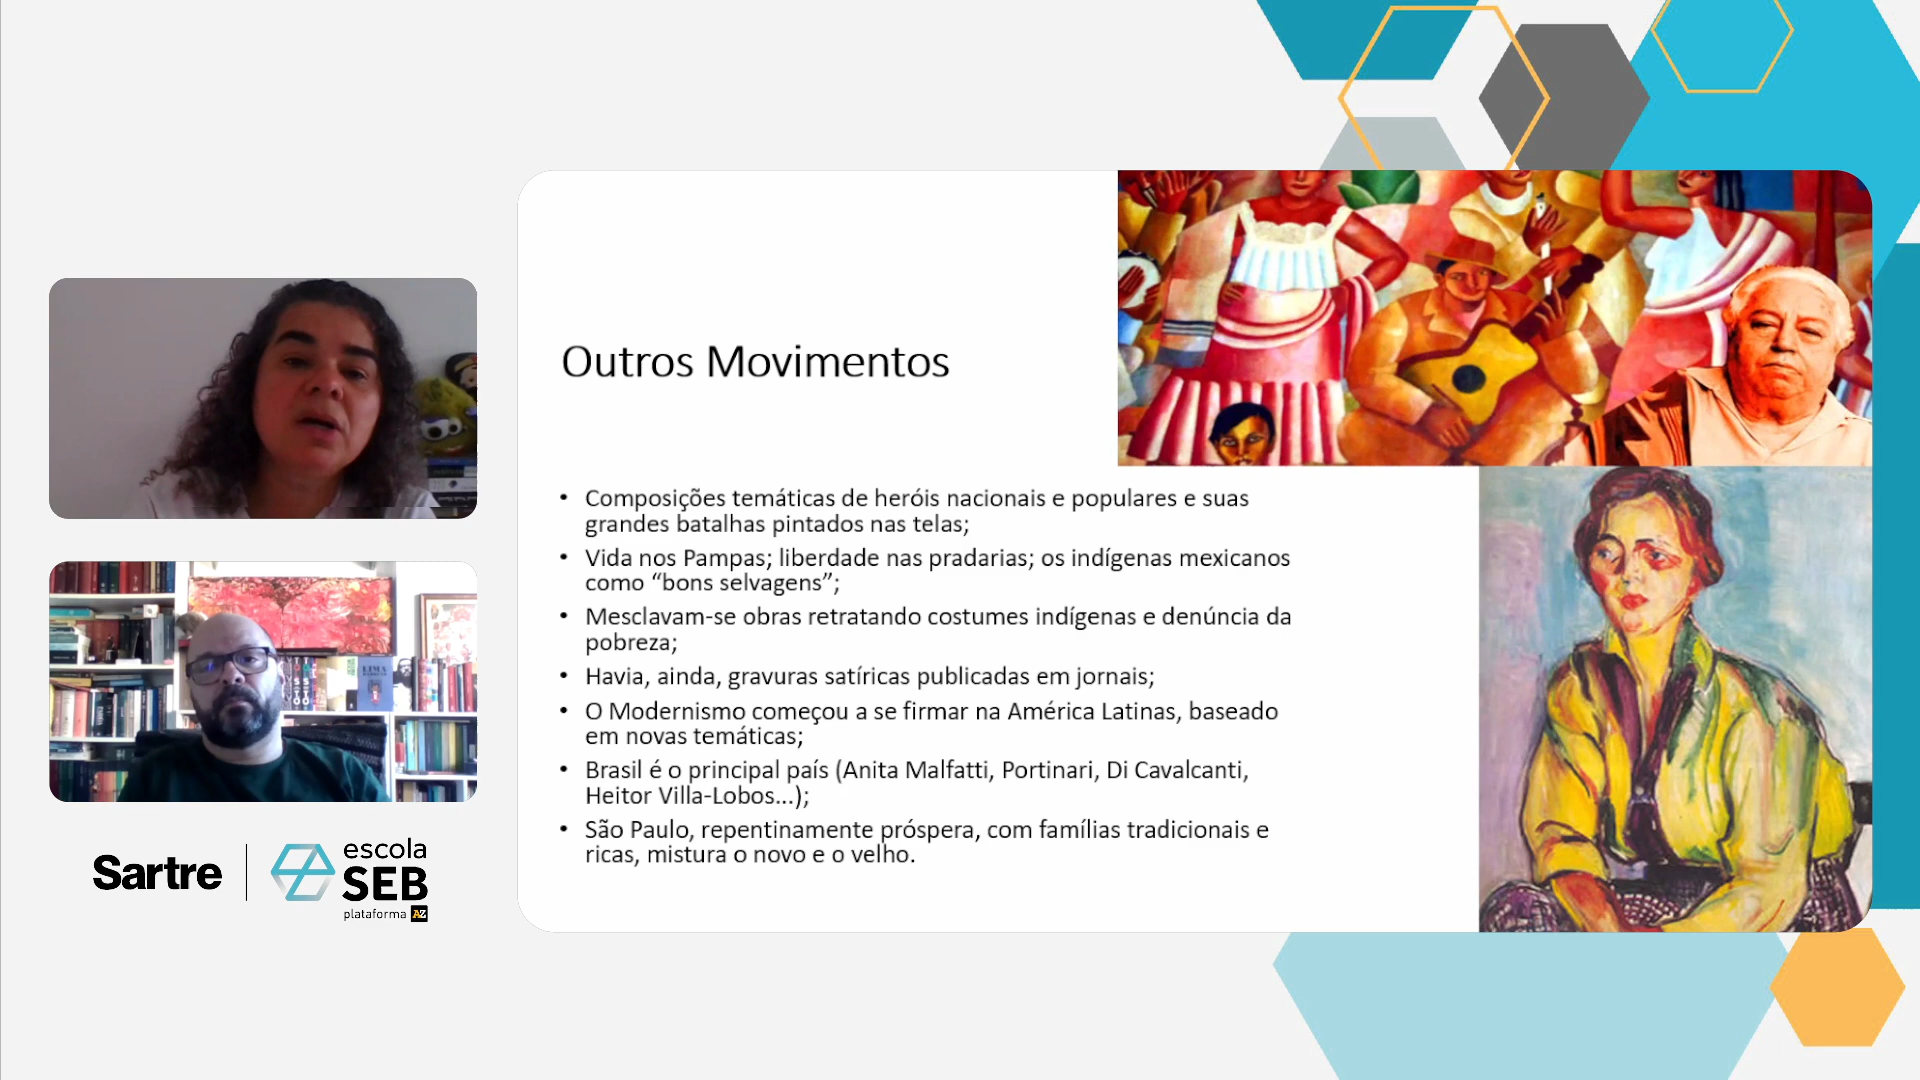 Outros Movimentos
• Composições temáticas de heróis nacionais e populares e suas
grandes batalhas pintados nas telas;
• Vida nos Pampas; liberdade nas pradarias; os indígenas mexicanos
como “bons selvagens”;
• Mesclavam-se obras retratando costumes indígenas e denúncia da
pobreza;
• Havia, ainda, gravuras satíricas publicadas em jornais;
• O Modernismo começou a se firmar na América Latinas, baseado
em novas temáticas;
• Brasil é o principal país (Anita Malfatti, Portinari, Di Cavalcanti,
Heitor Villa-Lobos...);
• São Paulo, repentinamente próspera, com famílias tradicionais e
ricas, mistura o novo e o velho.
LIMA
Sartre
escola
SEB
plataforma AZ